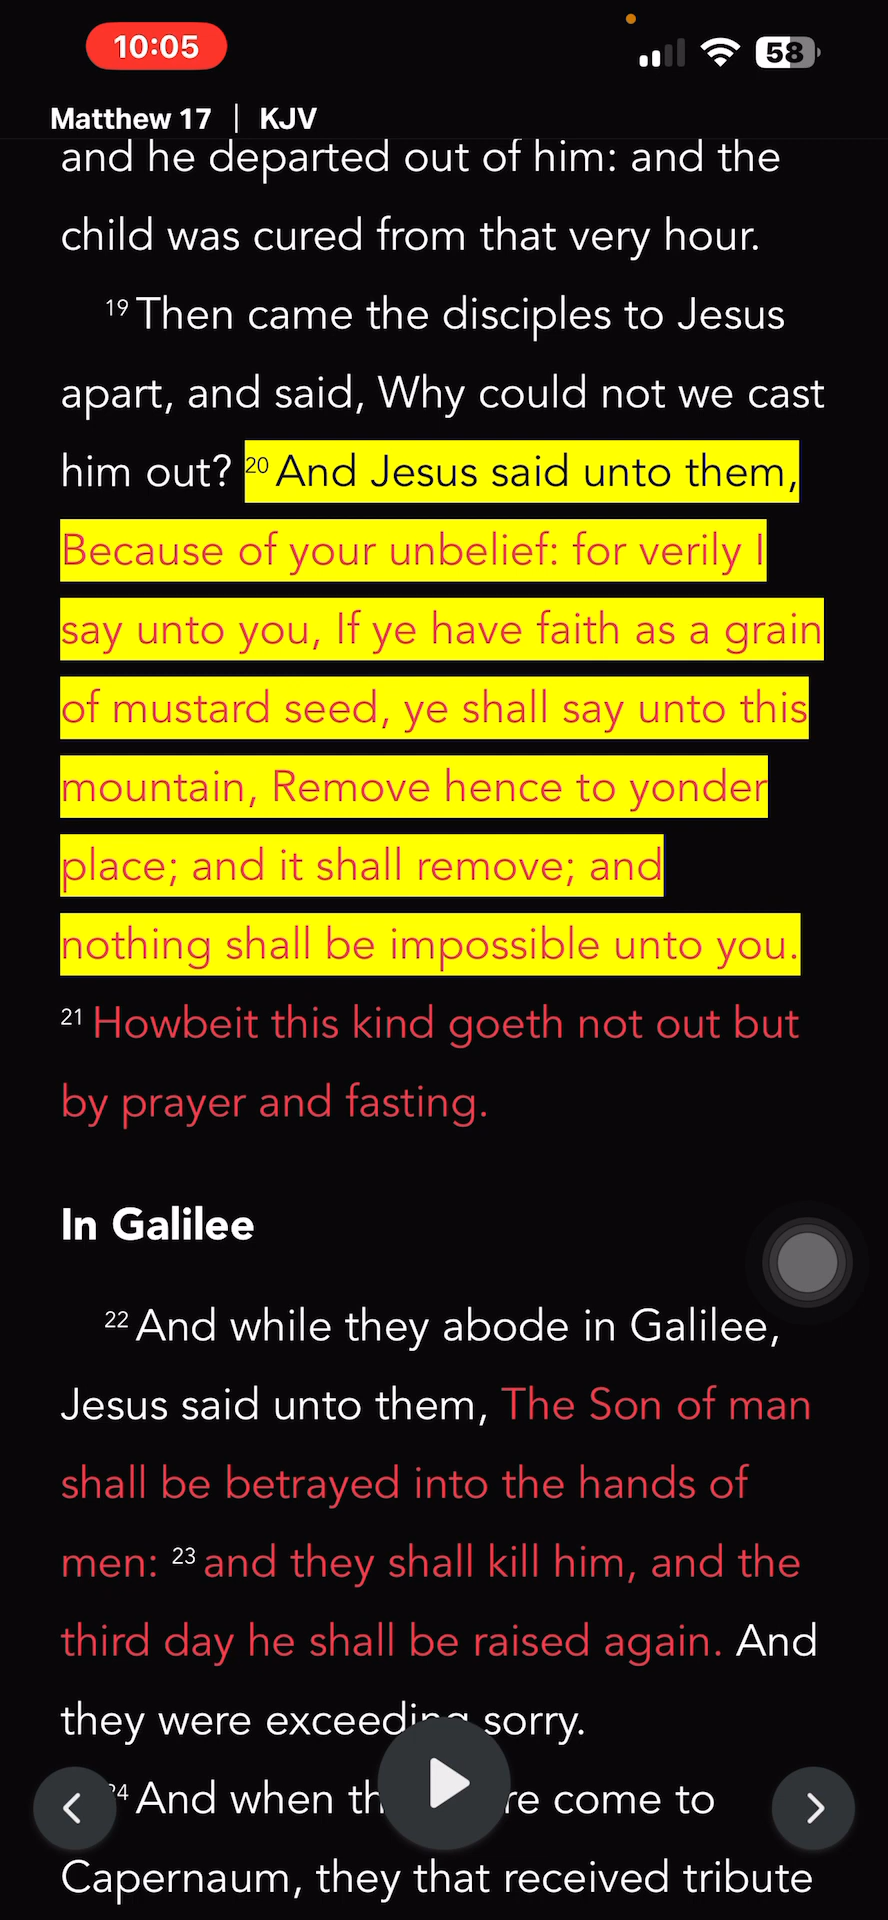 10:05
58
Matthew 17 | KJV
and he departed out of him: and the
child was cured from that very hour.
19 Then came the disciples to Jesus
apart, and said, Why could not we cast
him out? 20 And Jesus said unto them,
Because of your unbelief: for verily I
say unto you, If ye have faith as a grain
of mustard seed, ye shall say unto this
mountain, Remove hence to yonder
place; and it shall remove; and
nothing shall be impossible unto you.
21 Howbeit this kind goeth not out but
by prayer and fasting.
In Galilee
22 And while they abode in Galilee,
Jesus said unto them, The Son of man
shall be betrayed into the hands of
men: 23 and they shall kill him, and the
third day he shall be raised again. And
they were exceeding sorry.
And when come to
Capernaum, they that received tribute